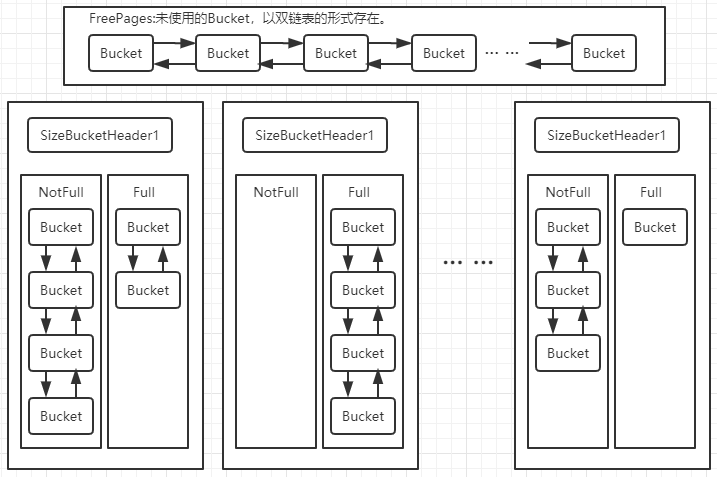 FreePages:未使用的Bucket，以双链表的形式存在。
Bucket Bucket Bucket Bucket ··· ··· Bucket
SizeBucketHeader1
NotFull Full
Bucket Bucket
Bucket Bucket
Bucket
Bucket
SizeBucketHeader1
NotFull Full
Bucket
Bucket
Bucket
Bucket
··· ···
SizeBucketHeader1
NotFull Full
Bucket Bucket
Bucket
Bucket